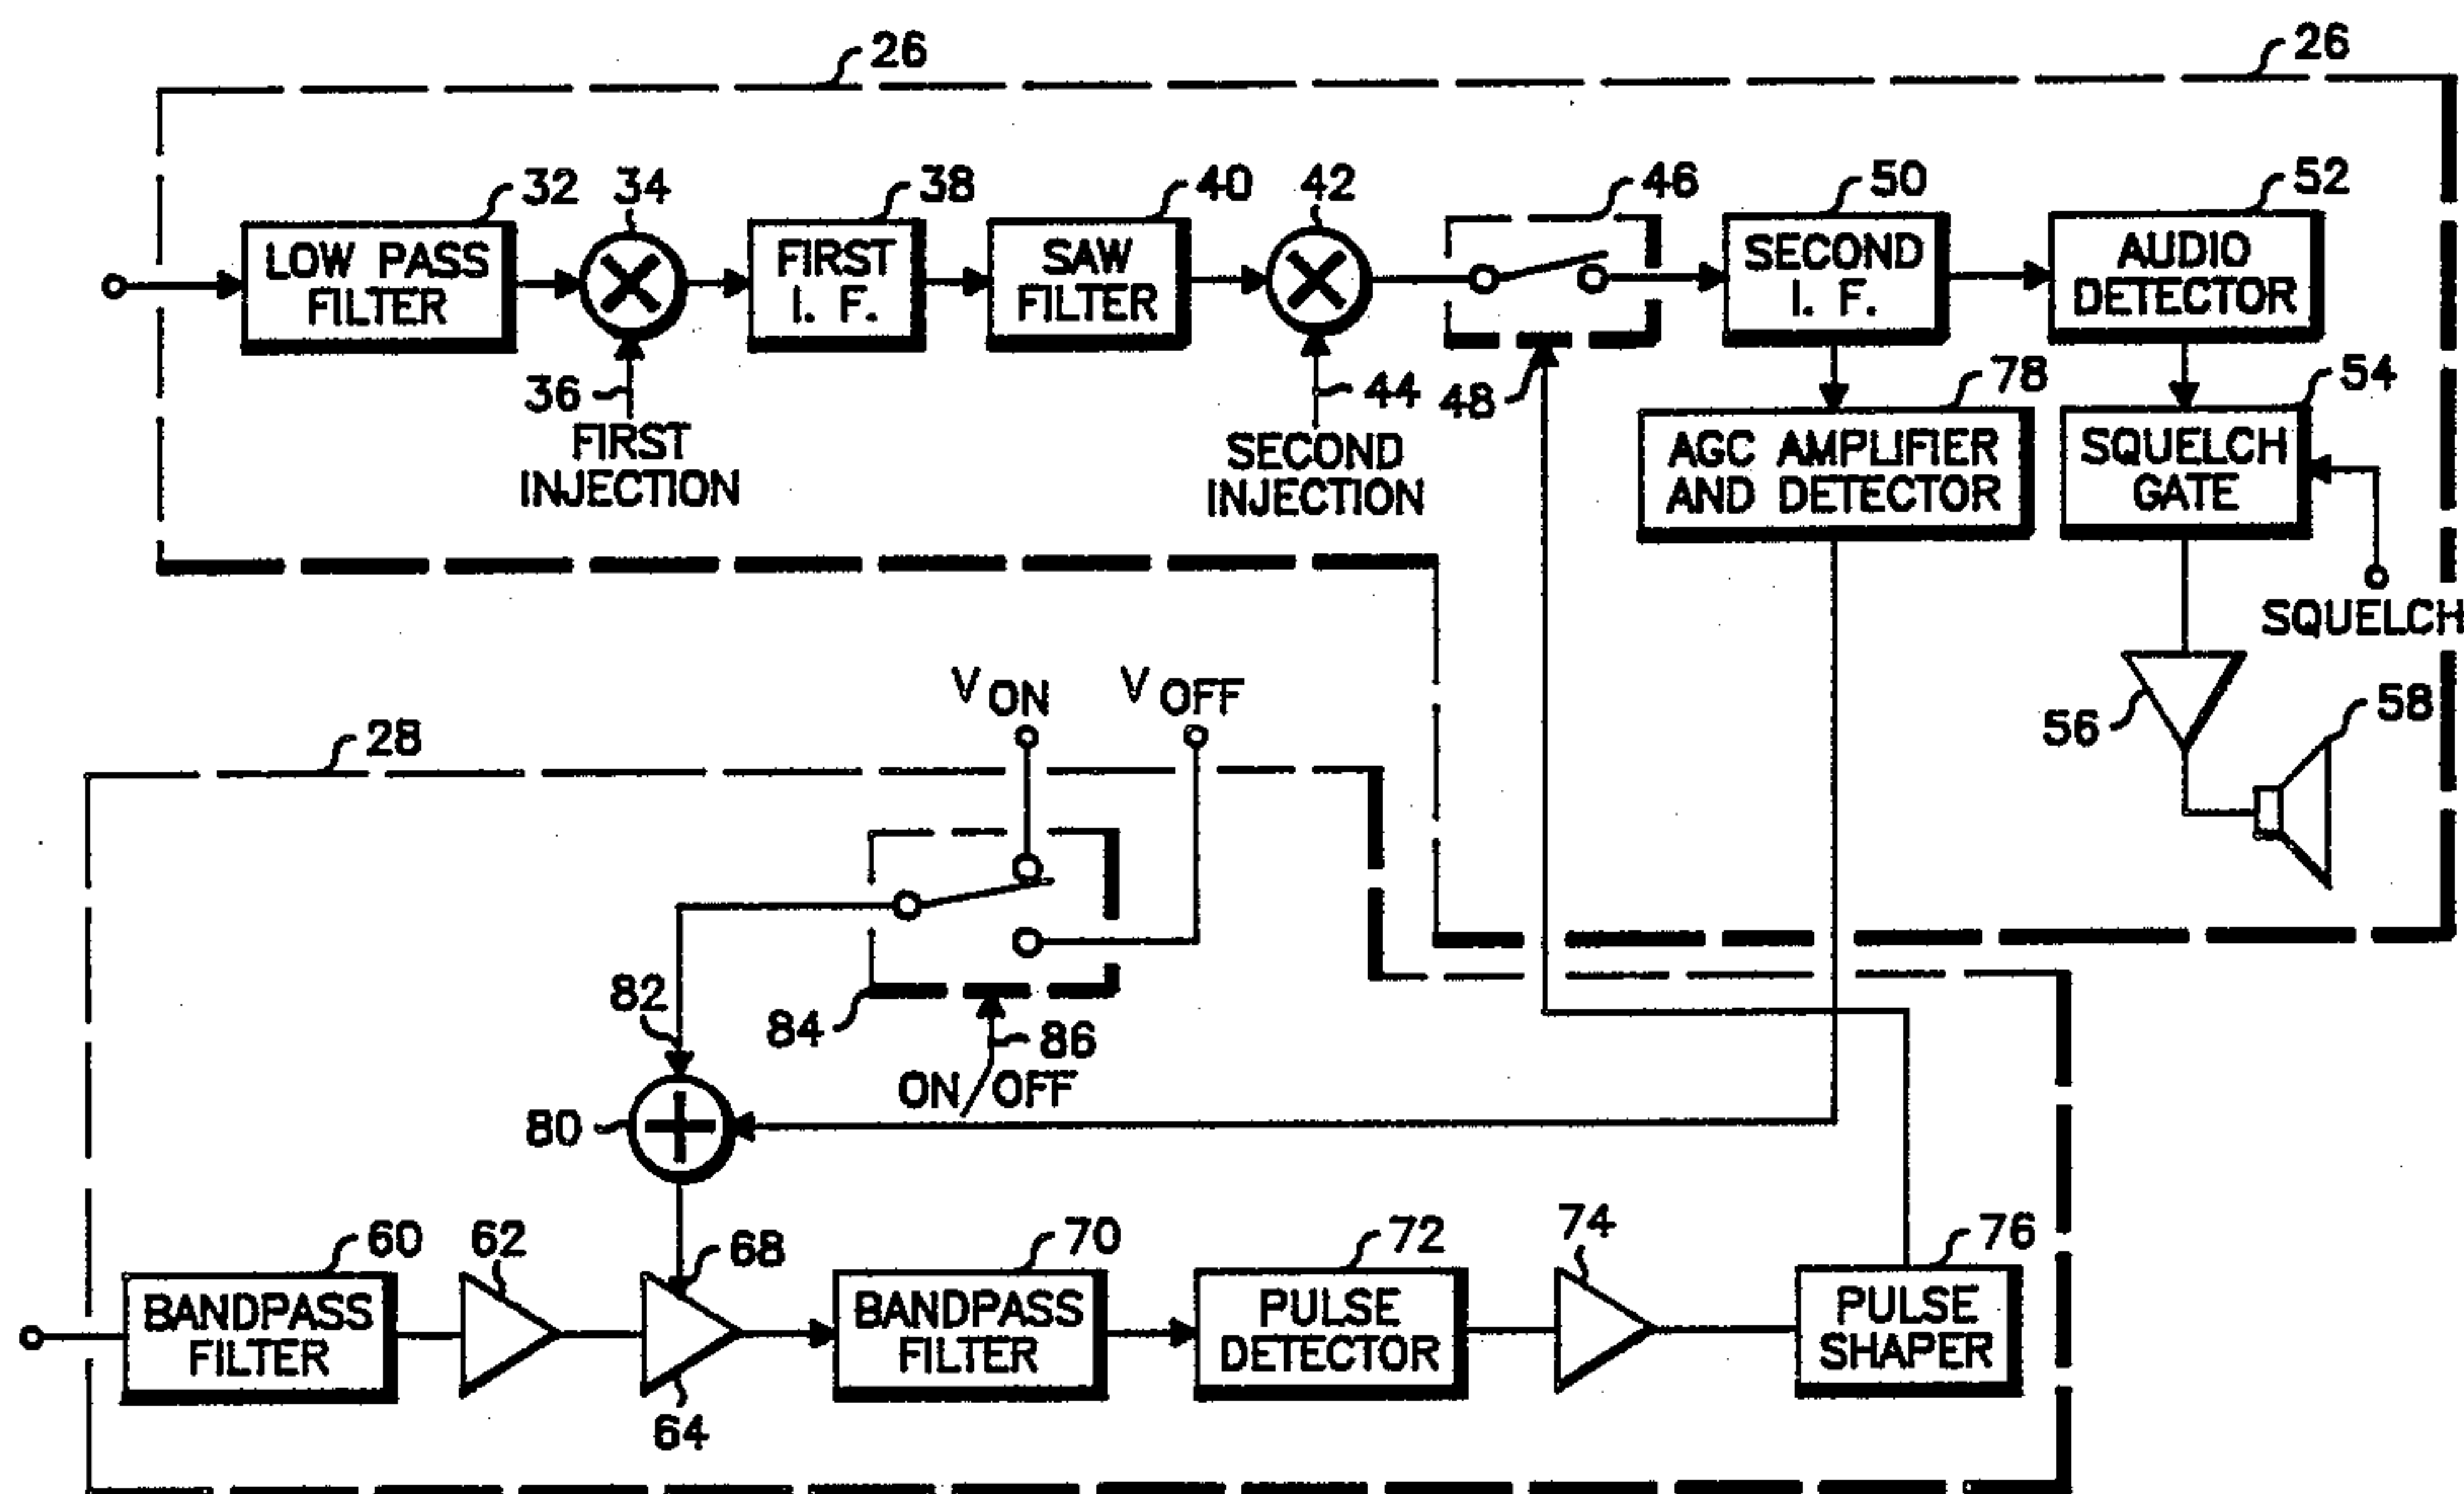 26
26
32
34
38
40
42
46
50
52
LOW PASS
FILTER
FIRST
I. F.
SAW
FILTER
SECOND
I. F.
AUDIO
DETECTOR
36
FIRST
INJECTION
44
SECOND
INJECTION
48
78
54
AGC AMPLIFIER
AND DETECTOR
SQUELCH
GATE
SQUELCH
56
58
28
V ON
V OFF
82
84
86
ON/OFF
80
60
62
68
64
70
72
74
76
BANDPASS
FILTER
BANDPASS
FILTER
PULSE
DETECTOR
PULSE
SHAPER